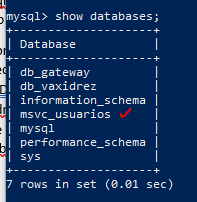 mysql> show databases;
+--------------------+
| Database           |
+--------------------+
| db_gateway         |
| db_vaxidrez        |
| information_schema |
| msvc_usuarios      |
| mysql              |
| performance_schema |
| sys                |
+--------------------+
7 rows in set (0.01 sec)